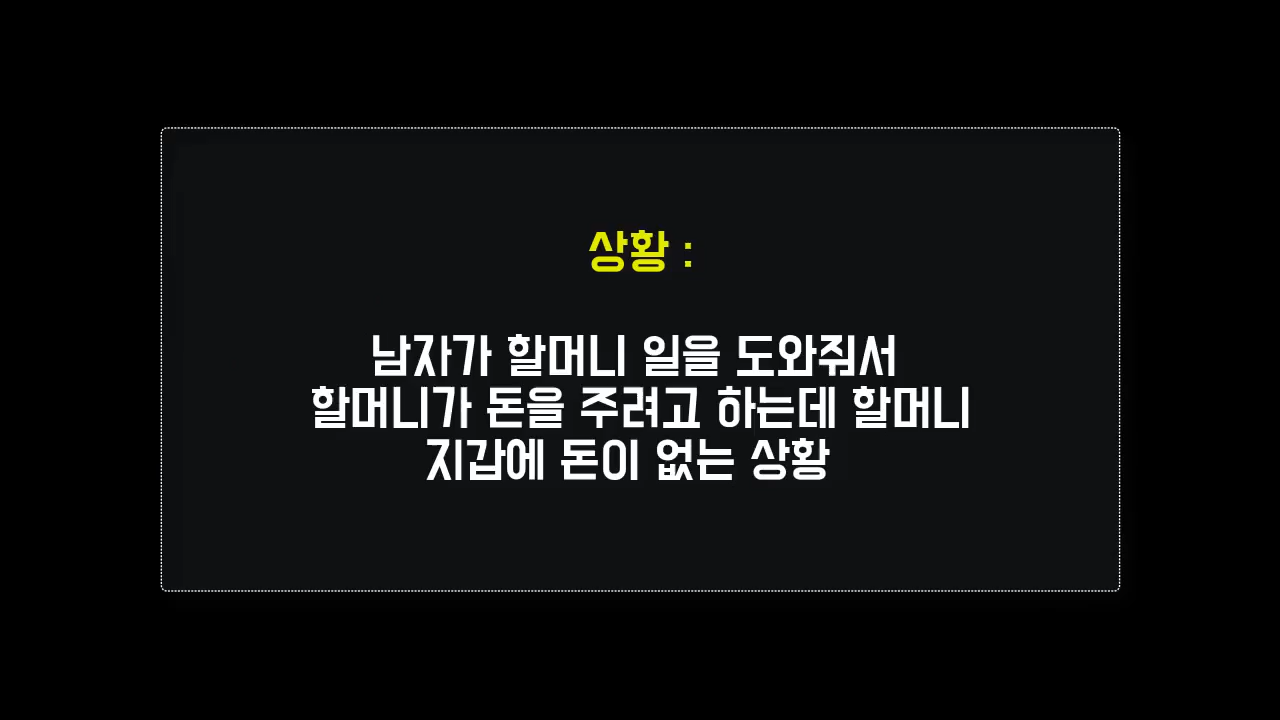 상황 :
남자가 할머니 일을 도와줘서
할머니가 돈을 주려고 하는데 할머니
지갑에 돈이 없는 상황